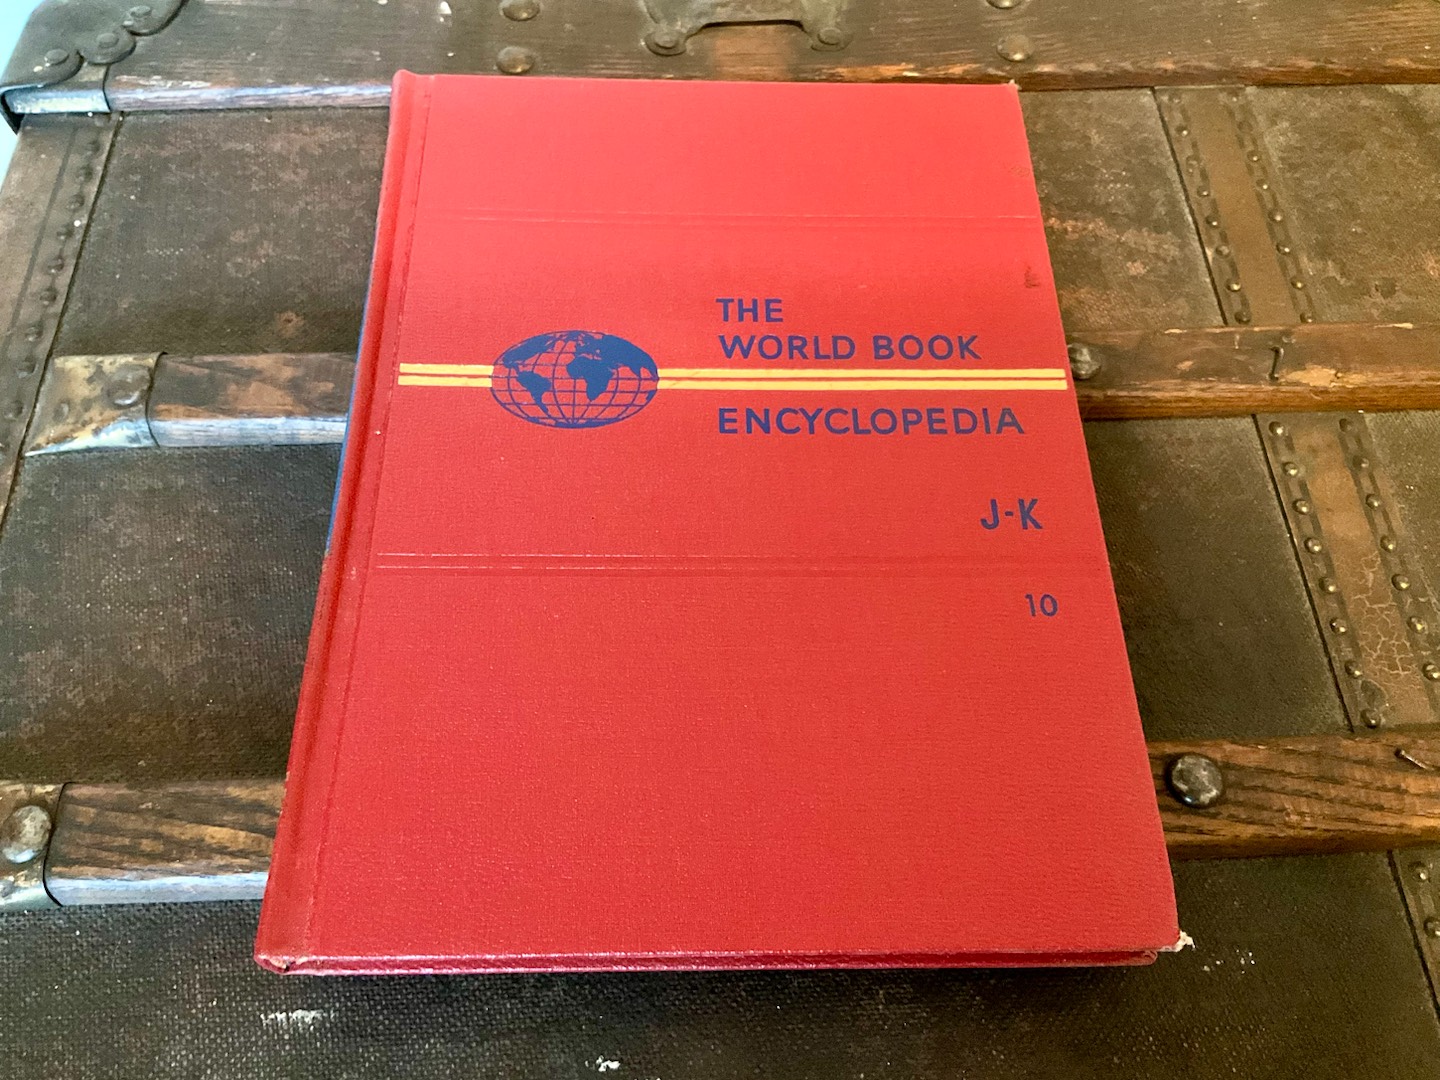 THE
WORLD BOOK
ENCYCLOPEDIA
J-K
10